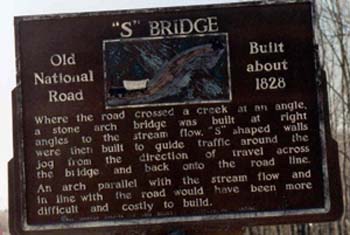 "S" BRIDGE
Old
National
Road
Built
about
1828
Where the road crossed a creek at an angle,
a stone arch bridge was built at right
angles to the stream flow. "S" shaped walls
were then built to guide traffic around the
jog from the direction of travel across
the bridge and back onto the road line.
An arch parallel with the stream flow and
in line with the road would have been more
difficult and costly to build.